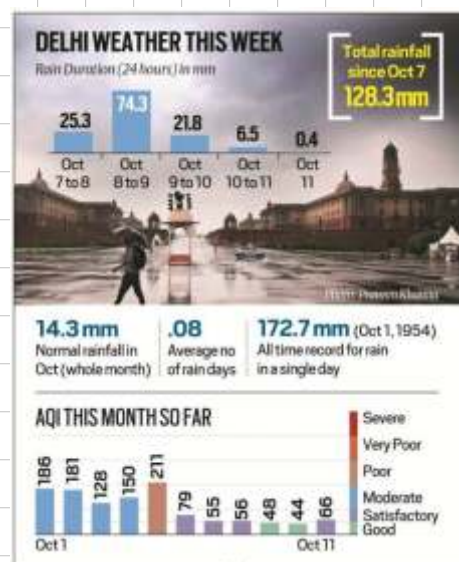 DELHI WEATHER THIS WEEK
Rain Duration (24 hours) in mm
Total rainfall
since Oct 7
128.3mm
25.3
74.3
21.8
6.5
0.4
Oct
7 to 8
Oct
8 to 9
Oct
9 to 10
Oct
10 to 11
Oct
11
Photo: Praveen Khanna
14.3 mm
Normal rainfall in
Oct (whole month)
.08
Average no
of rain days
172.7 mm (Oct 1, 1954)
All time record for rain
in a single day
AQI THIS MONTH SO FAR
186
181
128
150
211
79
55
56
48
44
66
Oct 1
Oct 11
Severe
Very Poor
Poor
Moderate
Satisfactory
Good